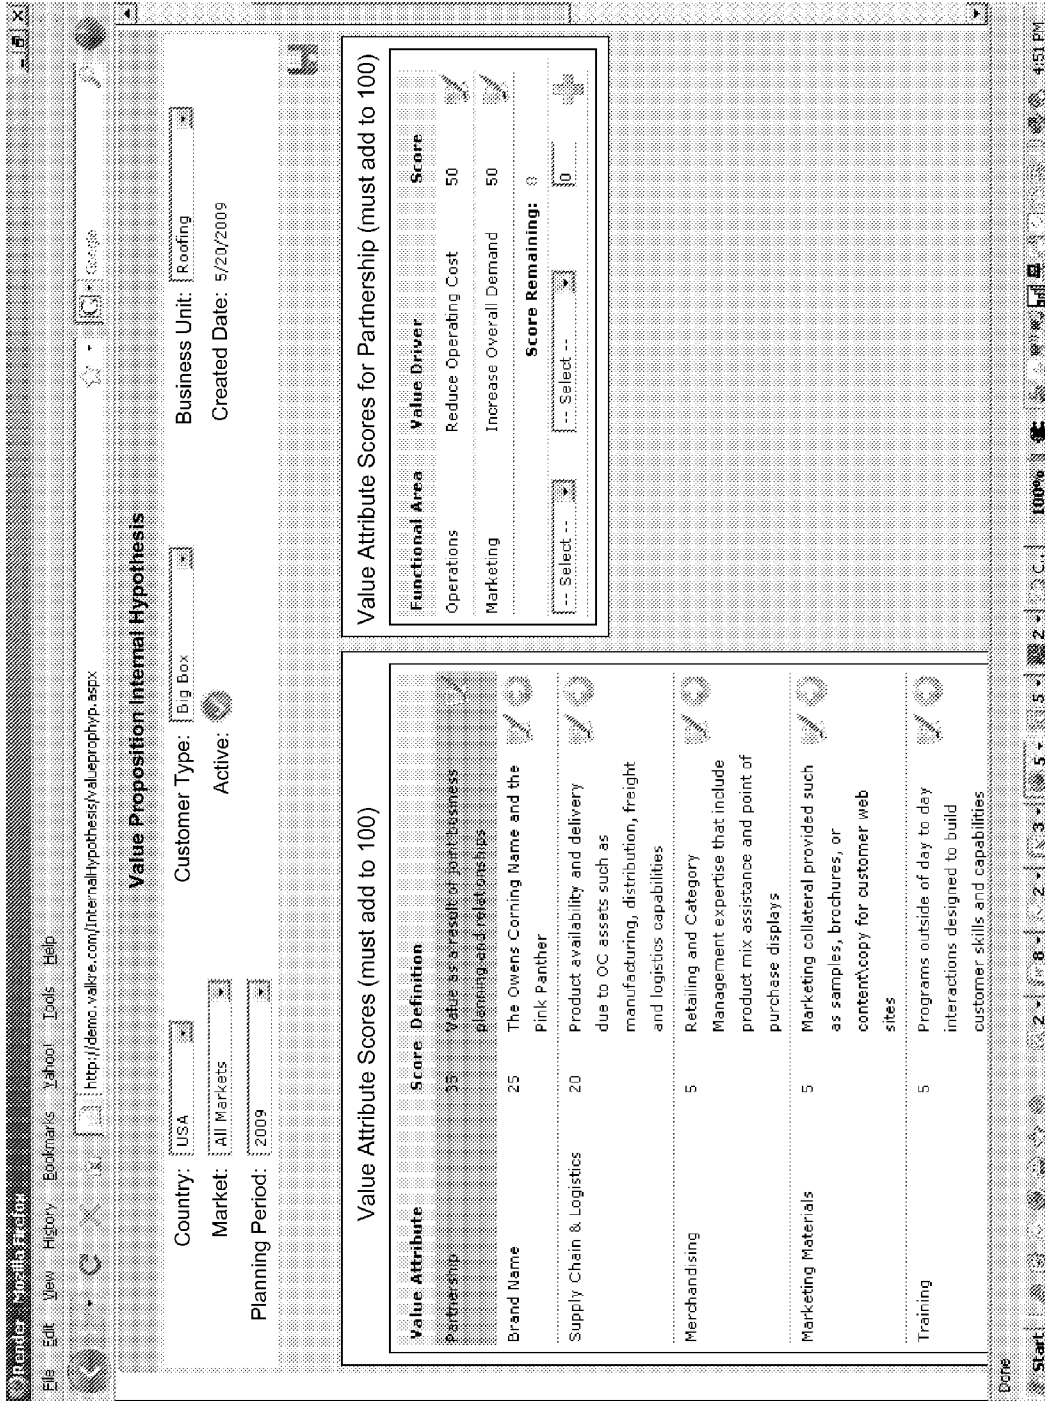 Render - Mozilla Firefox
File Edit View History Bookmarks Yahoo! Tools Help
http://demo.valkre.com/InternalHypothesis/valueprophyp.aspx
Google
Value Proposition Internal Hypothesis
Country: USA
Customer Type: Big Box
Business Unit: Roofing
Market: All Markets
Active:
Created Date: 5/20/2009
Planning Period: 2009
Value Attribute Scores (must add to 100)
Value Attribute Score Definition
Partnership 35 Value as a result of joint business
planning and relationships
Brand Name 25 The Owens Corning Name and the
Pink Panther
Supply Chain & Logistics 20 Product availability and delivery
due to OC assets such as
manufacturing, distribution, freight
and logistics capabilities
Merchandising 5 Retailing and Category
Management expertise that include
product mix assistance and point of
purchase displays
Marketing Materials 5 Marketing collateral provided such
as samples, brochures, or
content\copy for customer web
sites
Training 5 Programs outside of day to day
interactions designed to build
customer skills and capabilities
Value Attribute Scores for Partnership (must add to 100)
Functional Area Value Driver Score
Operations Reduce Operating Cost 50
Marketing Increase Overall Demand 50
Score Remaining: 0
-- Select -- -- Select -- 0
Done
Start 2 8 2 3 5 5 2 C... 100% 4:51 PM